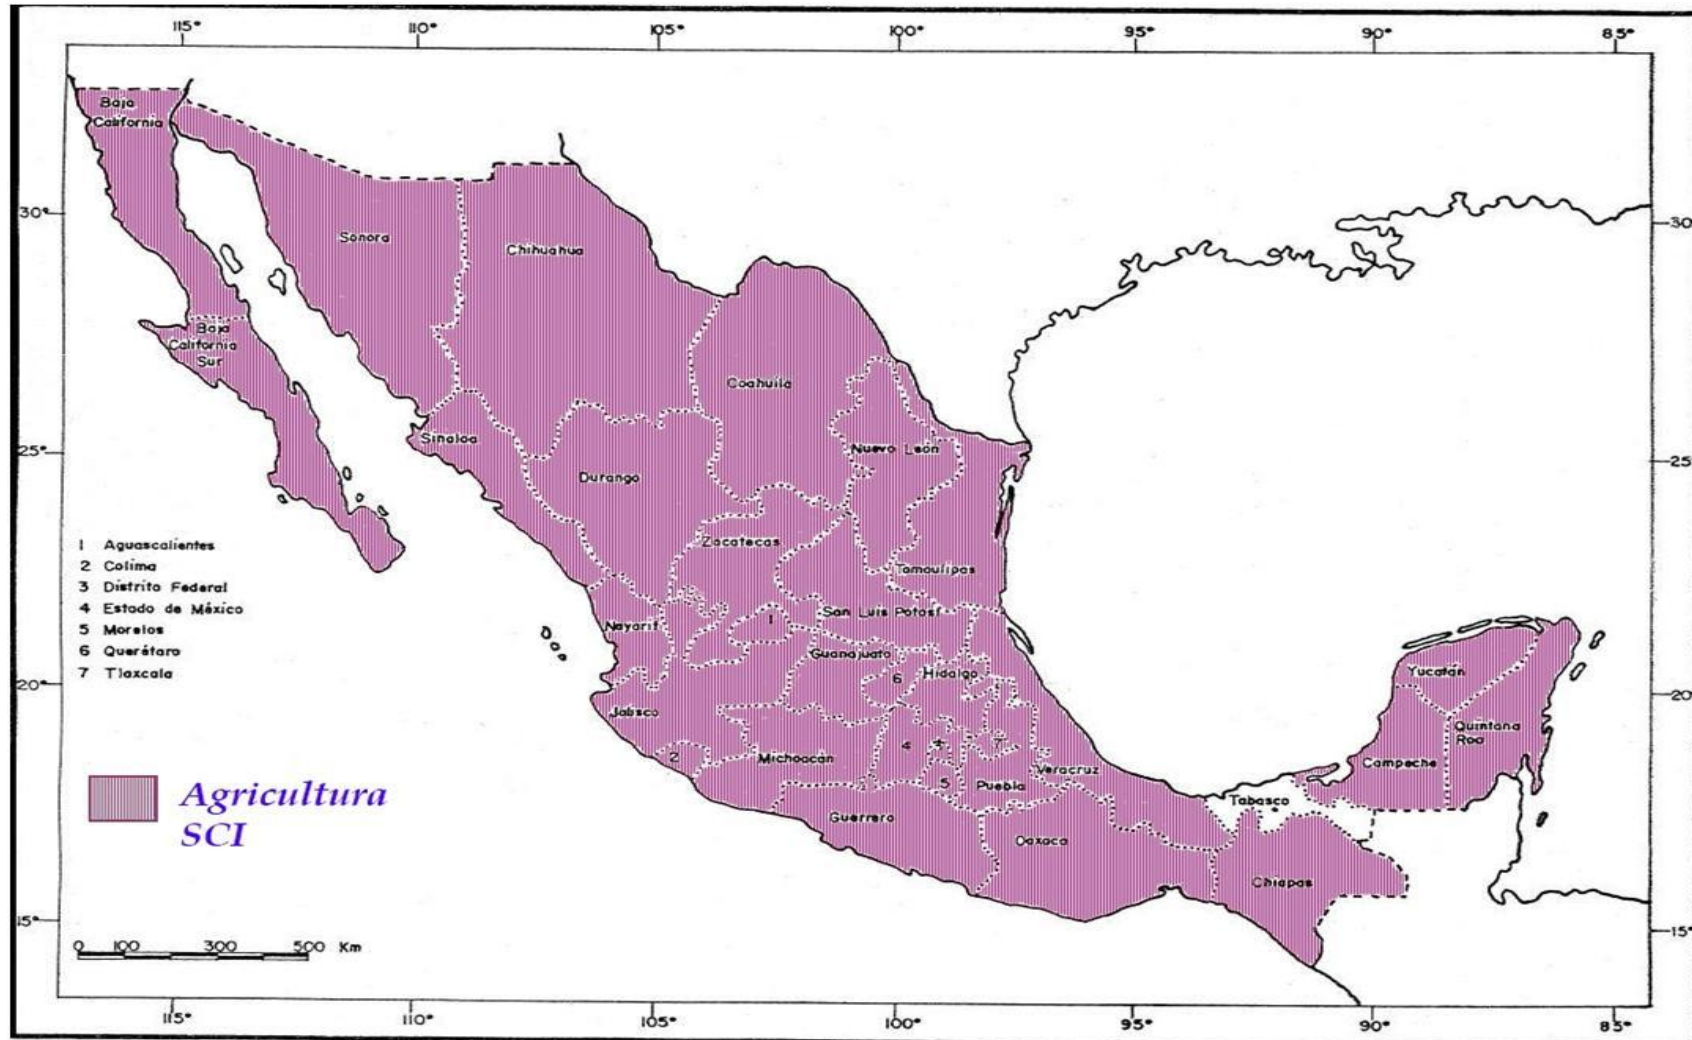 115° 110° 105° 100° 95° 90° 85°
Baja
California
Sonora
Chihuahua
30° 30°
Baja
California
Sur
Coahuila
Sinaloa
Nuevo León
25° 25°
Durango
Zacatecas
Tamaulipas
1 Aguascalientes
2 Colima
3 Distrito Federal
4 Estado de México
5 Morelos
6 Querétaro
7 Tlaxcala
San Luis Potosí
1
Nayarit
Guanajuato
Hidalgo
6
20° 20°
Yucatán
Jalisco
Quintana
Roo
4
7
2
Michoacán
Veracruz
Campeche
5
Puebla
Tabasco
Guerrero
Oaxaca
Chiapas
Agricultura
SCI
15° 15°
0 100 300 500 Km
115° 110° 105° 100° 95° 90° 85°